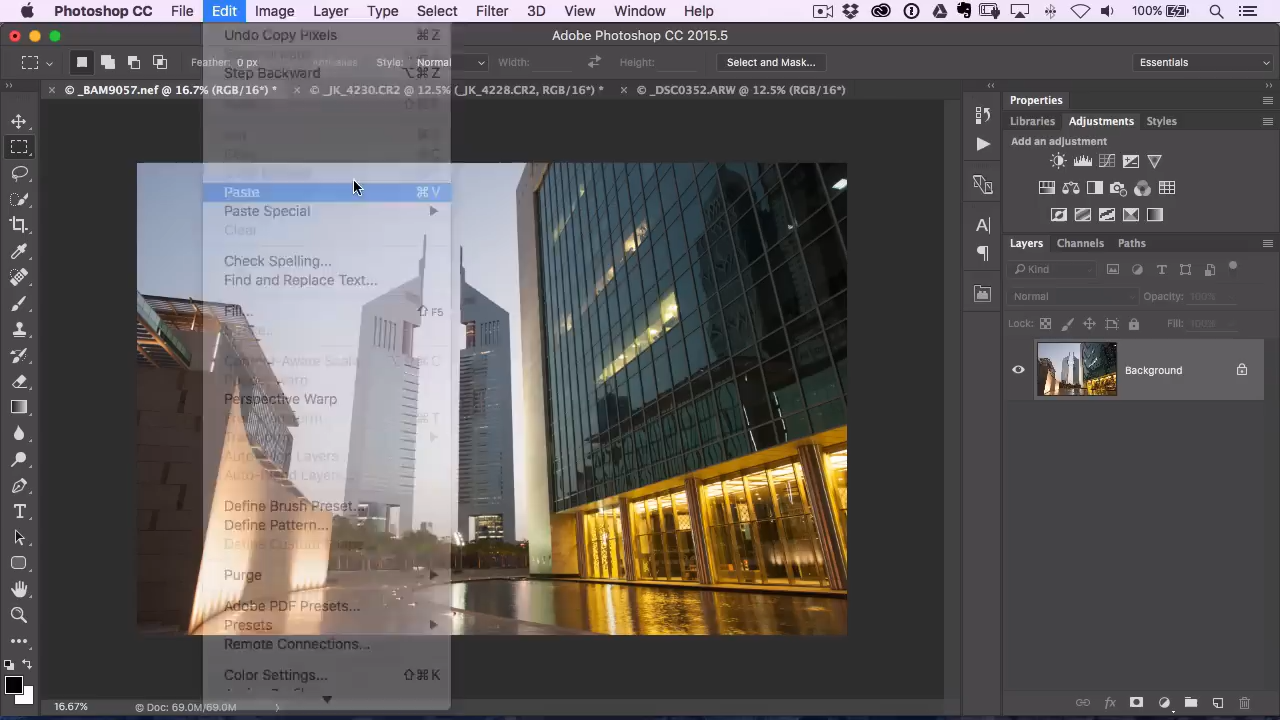 Photoshop CC File Edit Image Layer Type Select Filter 3D View Window Help 100%
Adobe Photoshop CC 2015.5
Feather: 0 px Style: Normal Width: Height: Select and Mask... Essentials
© _BAM9057.nef @ 16.7% (RGB/16*) * © _JK_4230.CR2 @ 12.5% (_JK_4228.CR2, RGB/16*) * © _DSC0352.ARW @ 12.5% (RGB/16*)
Undo Copy Pixels ⌘Z
Step Backward ⌥⌘Z
Paste ⌘V
Paste Special
Clear
Check Spelling...
Find and Replace Text...
Fill... ⇧F5
Perspective Warp
Define Brush Preset...
Define Pattern...
Purge
Adobe PDF Presets...
Presets
Remote Connections...
Color Settings... ⇧⌘K
Properties
Libraries Adjustments Styles
Add an adjustment
Layers Channels Paths
Kind
Normal Opacity: 100%
Lock: Fill: 100%
Background
16.67% © Doc: 69.0M/69.0M